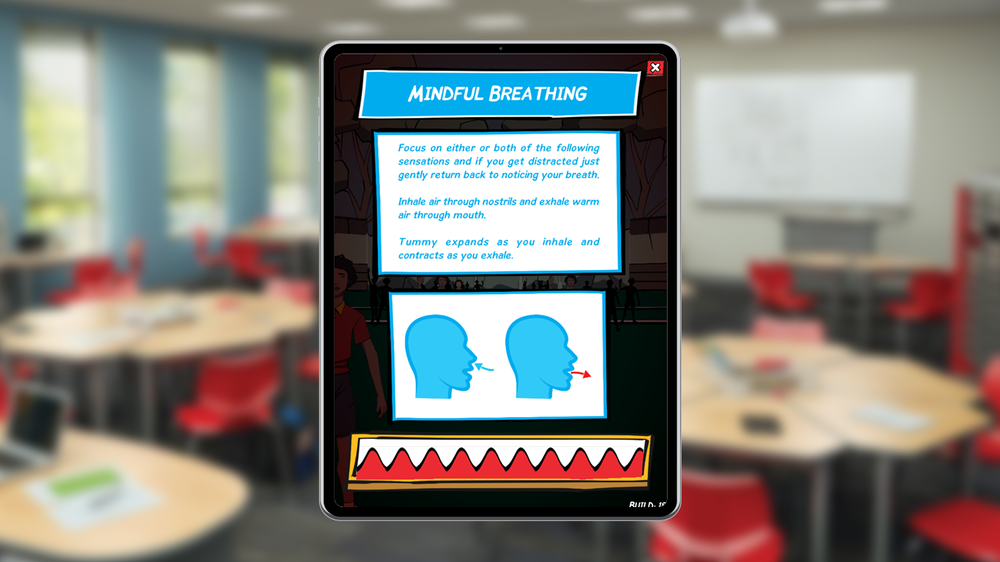 MINDFUL BREATHING
Focus on either or both of the following
sensations and if you get distracted just
gently return back to noticing your breath.
Inhale air through nostrils and exhale warm
air through mouth.
Tummy expands as you inhale and
contracts as you exhale.
BUILD: